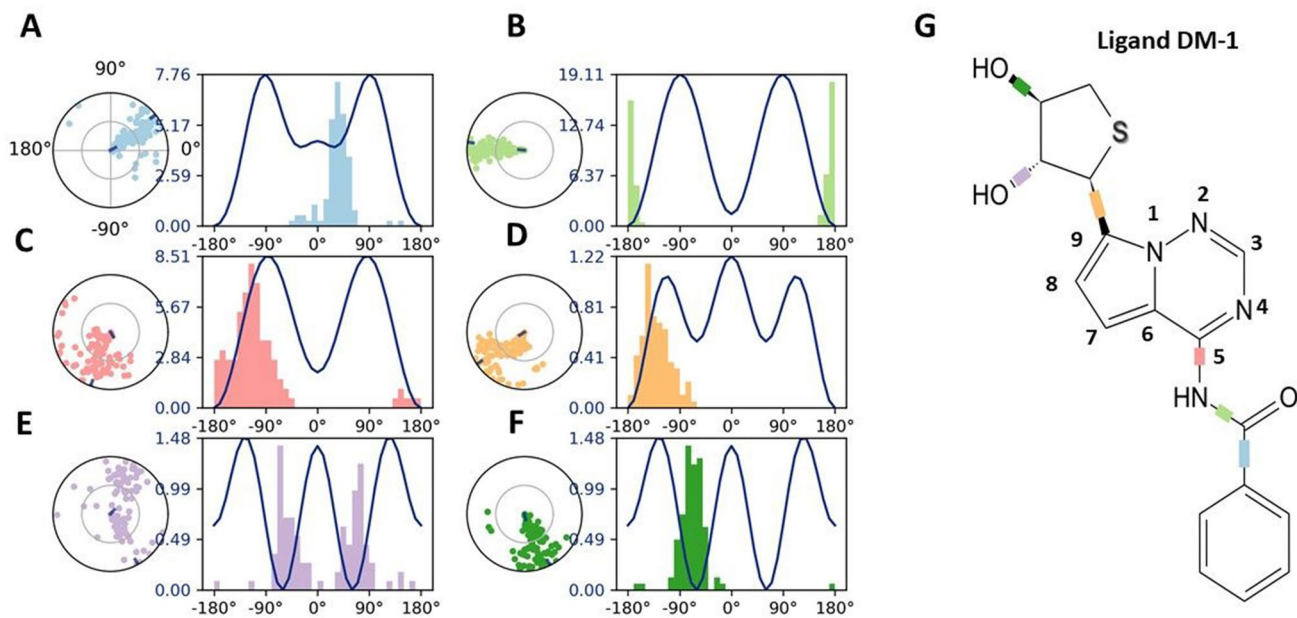 A
90°
180°
0°
-90°
7.76
5.17
2.59
0.00
-180° -90° 0° 90° 180°
B
19.11
12.74
6.37
0.00
-180° -90° 0° 90° 180°
C
8.51
5.67
2.84
0.00
-180° -90° 0° 90° 180°
D
1.22
0.81
0.41
0.00
-180° -90° 0° 90° 180°
E
1.48
0.99
0.49
0.00
-180° -90° 0° 90° 180°
F
1.48
0.99
0.49
0.00
-180° -90° 0° 90° 180°
G
Ligand DM-1
HO
S
HO
1
2
N
3
9
N
8
N
4
7
6
5
HN
O